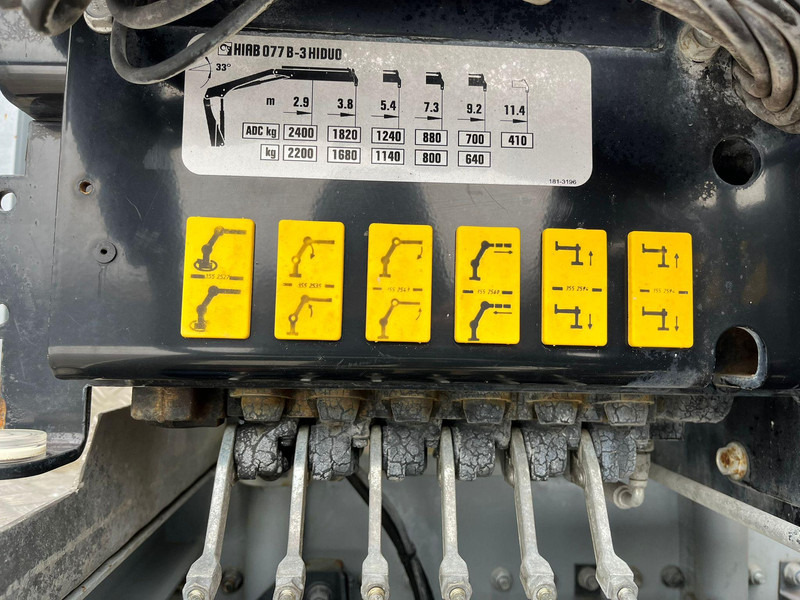 HIAB 077 B-3 HIDUO
33°
m 2.9 3.8 5.4 7.3 9.2 11.4
ADC kg 2400 1820 1240 880 700 410
kg 2200 1680 1140 800 640
181-3196